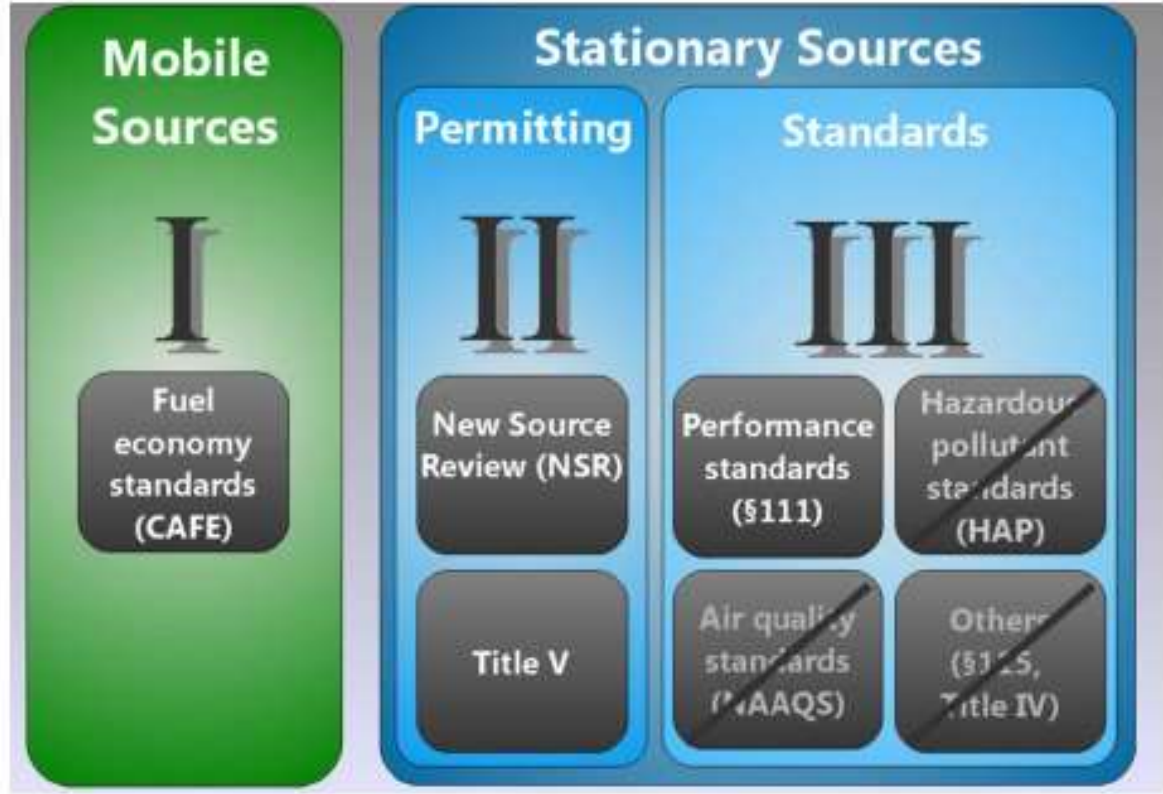 Mobile
Sources
I
Fuel
economy
standards
(CAFE)
Stationary Sources
Permitting
II
New Source
Review (NSR)
Title V
Standards
III
Performance
standards
(§111)
Hazardous
pollutant
standards
(HAP)
Air quality
standards
(NAAQS)
Others
(§115,
Title IV)